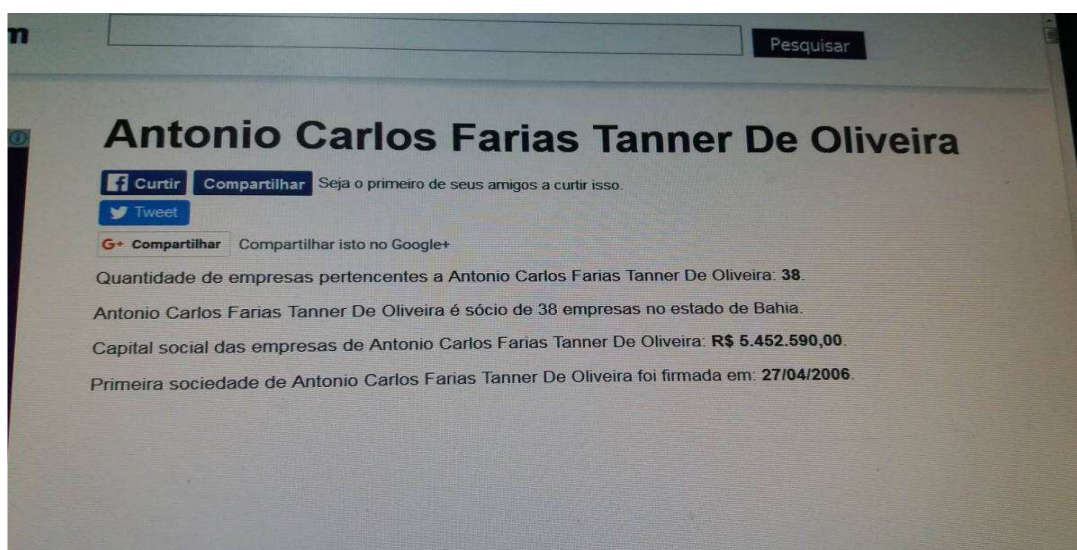 m
Pesquisar
Antonio Carlos Farias Tanner De Oliveira
Curtir Compartilhar Seja o primeiro de seus amigos a curtir isso.
Tweet
G+ Compartilhar Compartilhar isto no Google+
Quantidade de empresas pertencentes a Antonio Carlos Farias Tanner De Oliveira: 38.
Antonio Carlos Farias Tanner De Oliveira é sócio de 38 empresas no estado de Bahia.
Capital social das empresas de Antonio Carlos Farias Tanner De Oliveira: R$ 5.452.590,00.
Primeira sociedade de Antonio Carlos Farias Tanner De Oliveira foi firmada em: 27/04/2006.